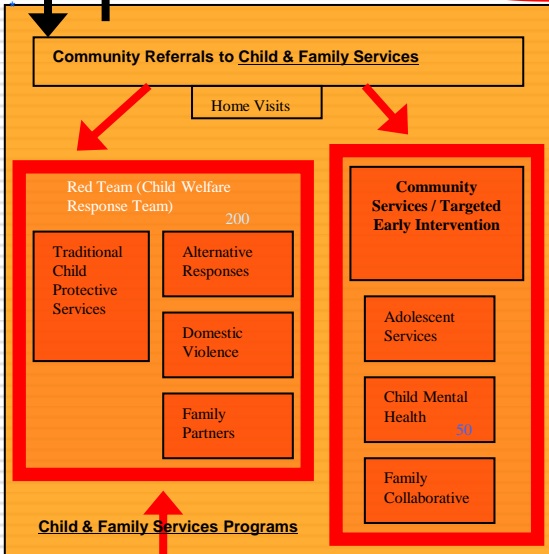 Community Referrals to Child & Family Services
Home Visits
Red Team (Child Welfare
Response Team)
200
Traditional
Child
Protective
Services
Alternative
Responses
Domestic
Violence
Family
Partners
Community
Services / Targeted
Early Intervention
Adolescent
Services
Child Mental
Health
50
Family
Collaborative
Child & Family Services Programs